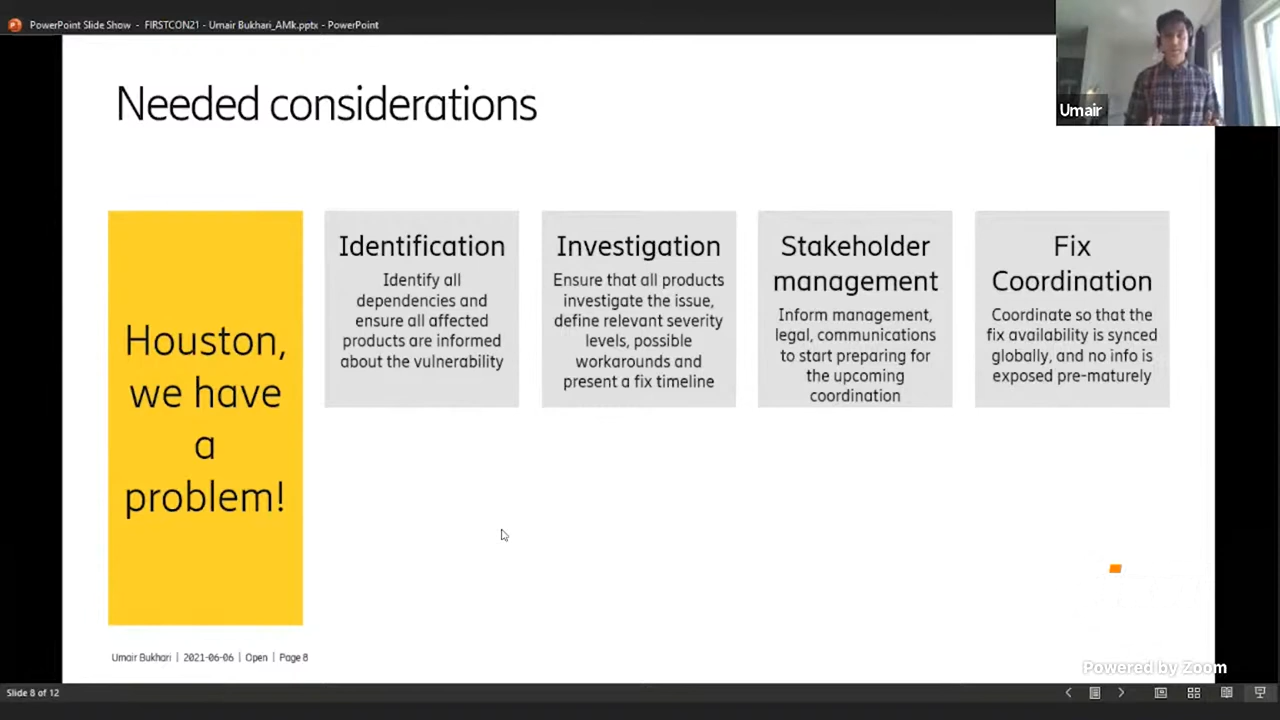 PowerPoint Slide Show - FIRSTCON21 - Umair Bukhari_AMk.pptx - PowerPoint
Umair
Needed considerations
Houston,
we have
a
problem!
Identification
Identify all
dependencies and
ensure all affected
products are informed
about the vulnerability
Investigation
Ensure that all products
investigate the issue,
define relevant severity
levels, possible
workarounds and
present a fix timeline
Stakeholder
management
Inform management,
legal, communications
to start preparing for
the upcoming
coordination
Fix
Coordination
Coordinate so that the
fix availability is synced
globally, and no info is
exposed pre-maturely
Umair Bukhari | 2021-06-06 | Open | Page 8
Powered by Zoom
Slide 8 of 12